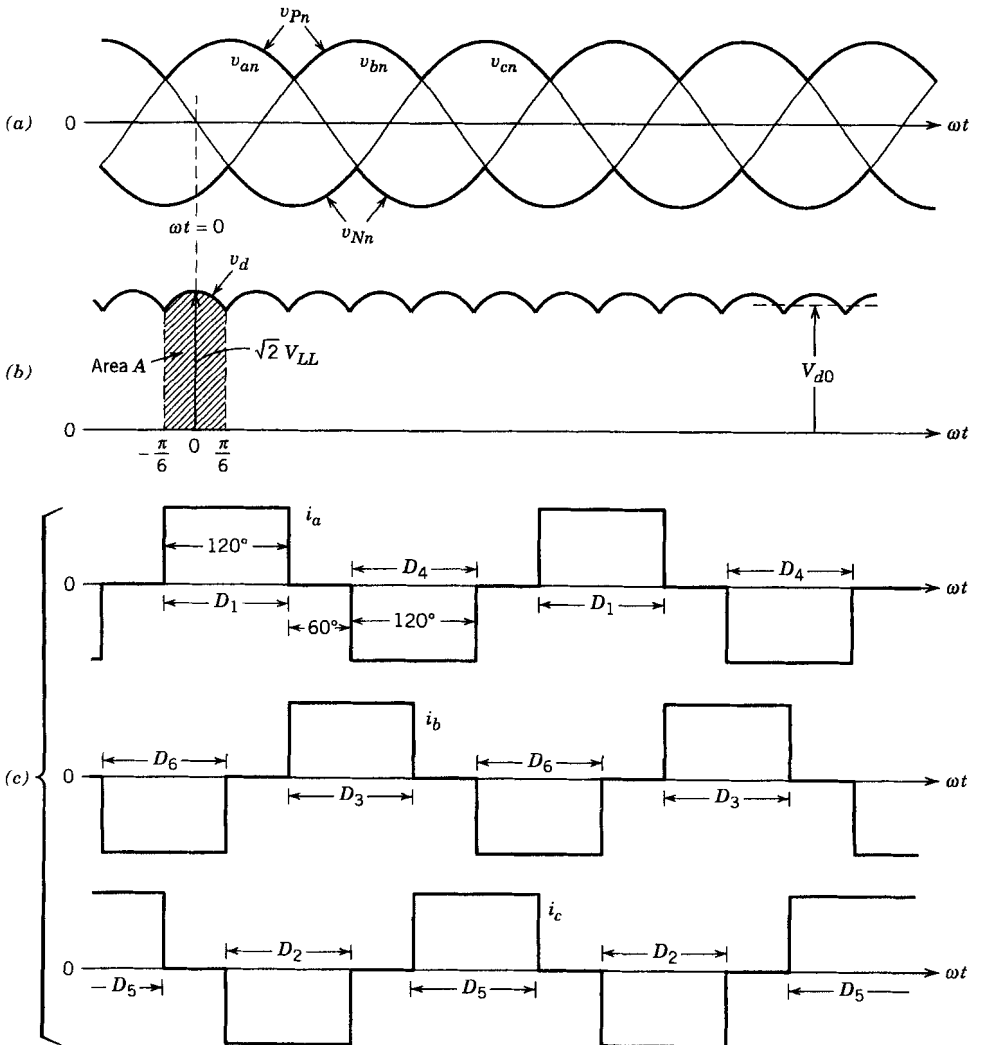 v_Pn
v_an v_bn v_cn
(a) 0 ωt
ωt = 0 v_Nn
v_d
Area A √2 V_LL V_d0
(b)
0 ωt
-π/6 0 π/6
i_a
120° D_4 D_4
0 ωt
D_1 D_1
60° 120°
i_b
D_6 D_6
(c) 0 ωt
D_3 D_3
i_c
D_2 D_2
0 ωt
D_5 D_5 D_5